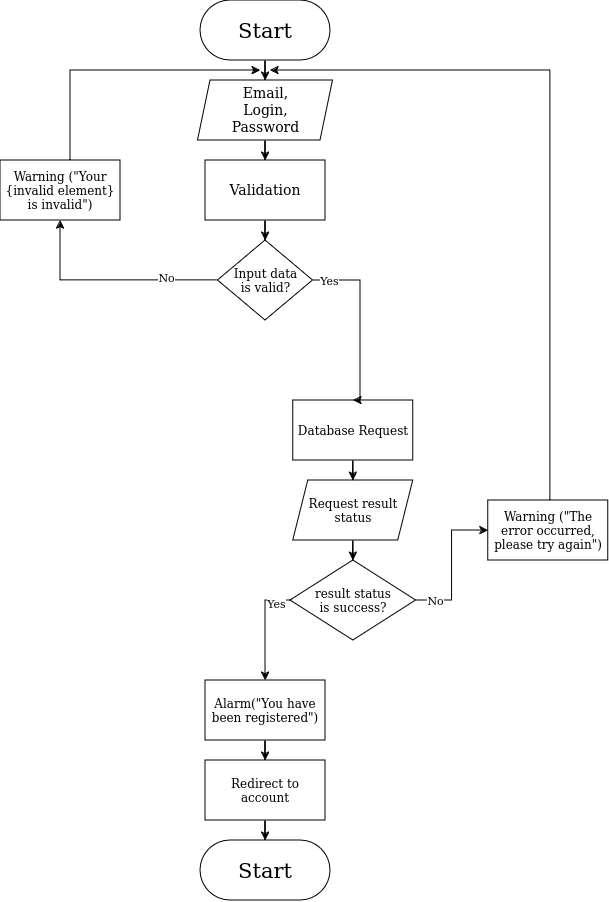 Start
Email,
Login,
Password
Warning ("Your
{invalid element}
is invalid")
Validation
Input data
is valid?
No
Yes
Database Request
Request result
status
Warning ("The
error occurred,
please try again")
result status
is success?
Yes
No
Alarm("You have
been registered")
Redirect to
account
Start